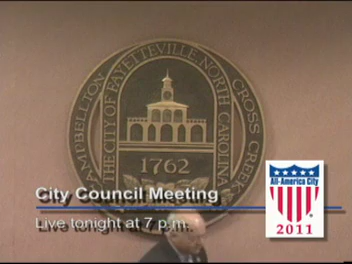 CAMPBELLTON
CROSS CREEK
THE CITY OF FAYETTEVILLE, NORTH CAROLINA
1762
City Council Meeting
Live tonight at 7 p.m.
All-America City
2011